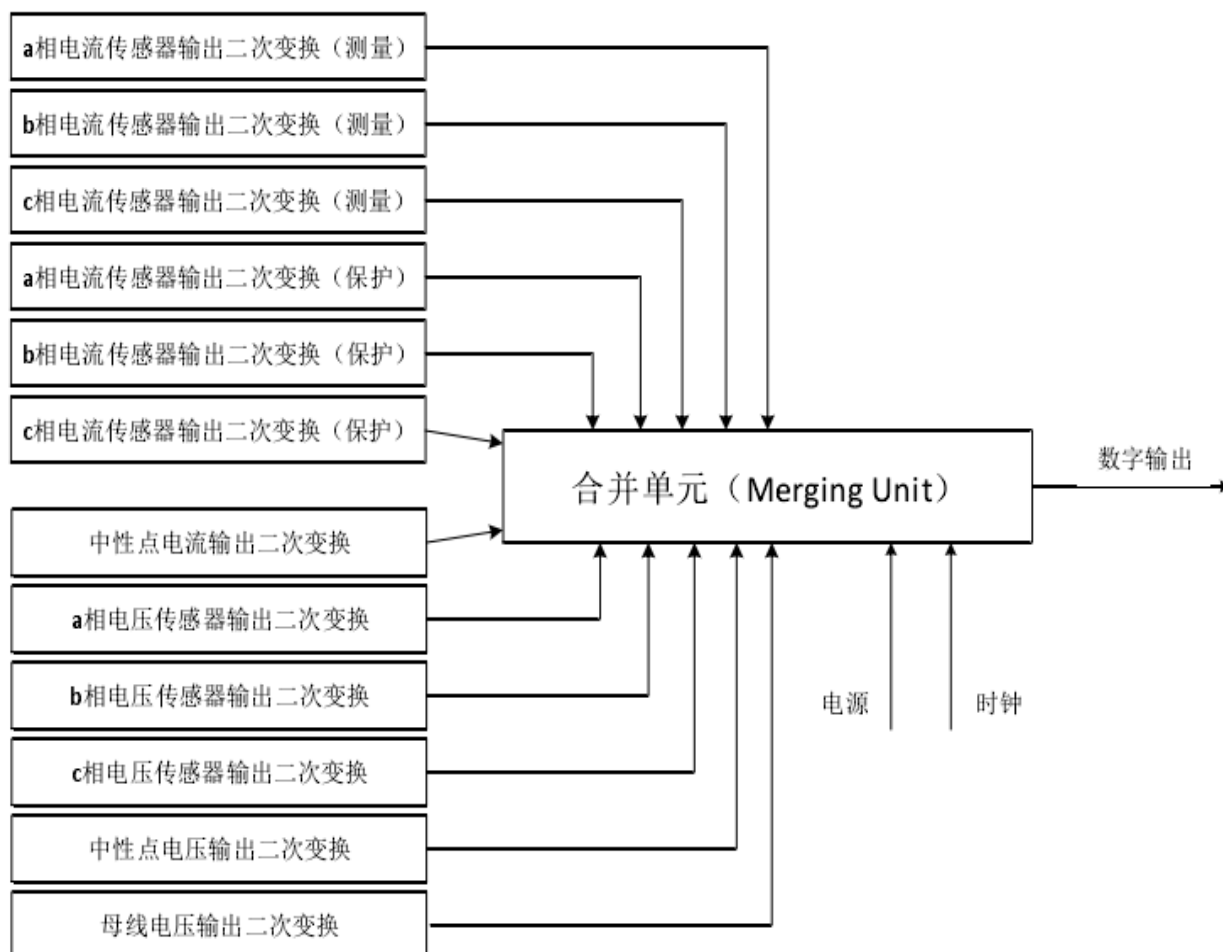 a相电流传感器输出二次变换（测量）
b相电流传感器输出二次变换（测量）
c相电流传感器输出二次变换（测量）
a相电流传感器输出二次变换（保护）
b相电流传感器输出二次变换（保护）
c相电流传感器输出二次变换（保护）
中性点电流输出二次变换
a相电压传感器输出二次变换
b相电压传感器输出二次变换
c相电压传感器输出二次变换
中性点电压输出二次变换
母线电压输出二次变换
合并单元（Merging Unit）
数字输出
电源
时钟